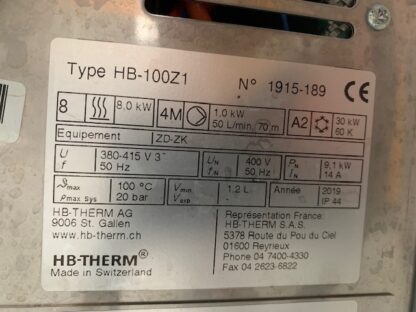 Type HB-100Z1 N° 1915-189 CE
8 8,0 kW 4M 1,0 kW 50 L/min, 70 m A2 30 kW 60 K
Equipement ZD-ZK
U 380-415 V 3~ UN 400 V PN 9,1 kW
f 50 Hz fN 50 Hz IN 14 A
ϑmax 100 °C Vmin 1,2 L Année 2019
pmax Sys 20 bar Vexp IP 44
HB-THERM AG
9006 St. Gallen
www.hb-therm.ch
HB-THERM®
Made in Switzerland
Représentation France:
HB-THERM S.A.S.
5378 Route du Pou du Ciel
01600 Reyrieux
Phone 04 7400-4330
Fax 04 2623-6822